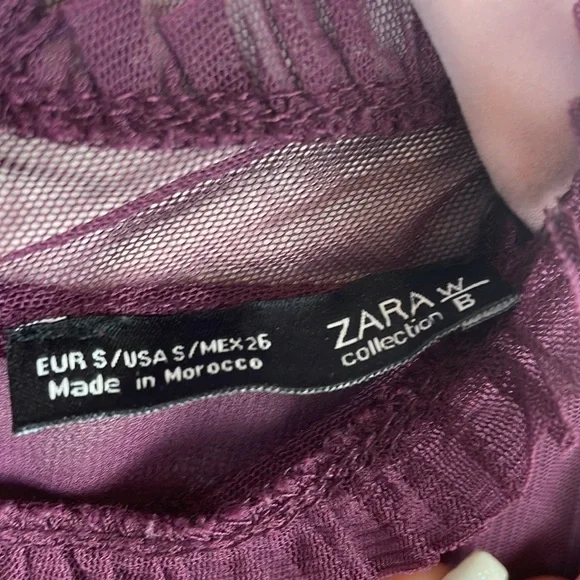 EUR S/USA S/MEX 26
Made in Morocco
ZARA W/B
collection